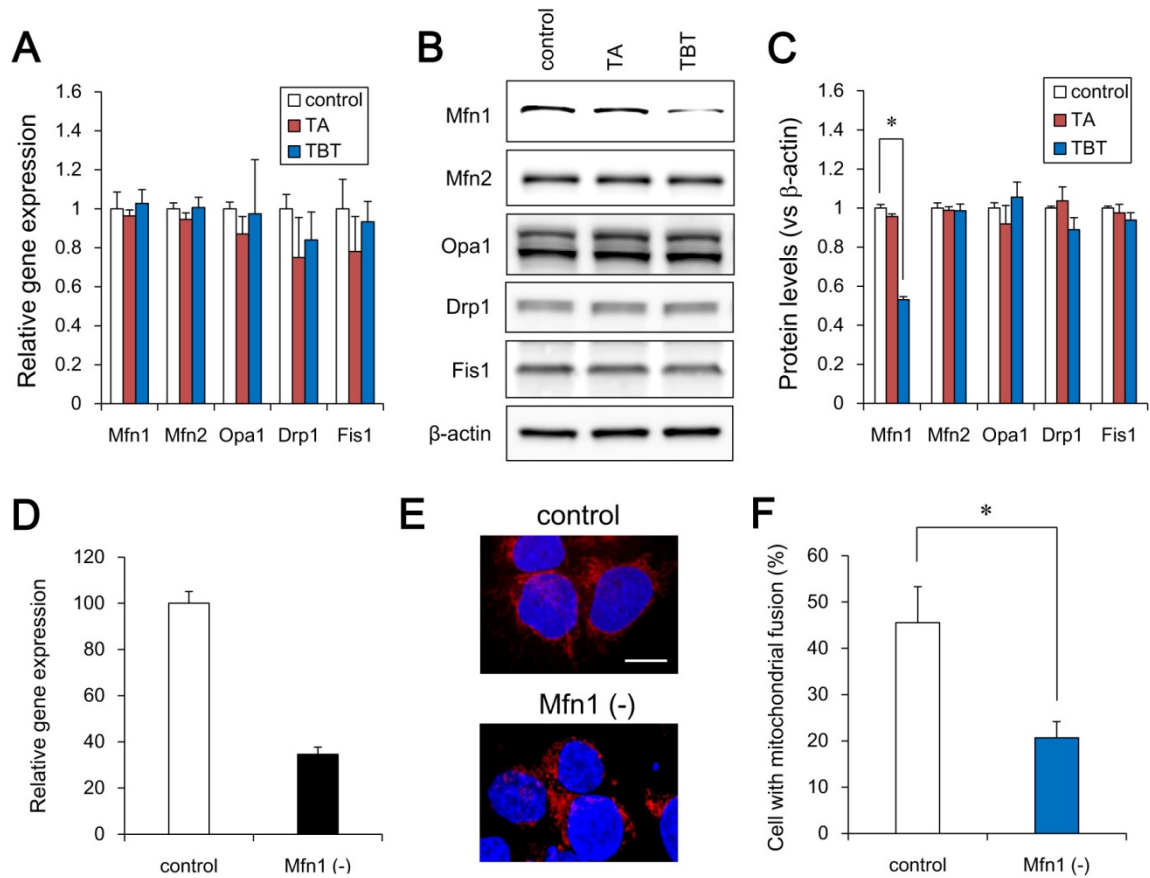 A
Relative gene expression
1.6
1.4
1.2
1
0.8
0.6
0.4
0.2
0
control
TA
TBT
Mfn1 Mfn2 Opa1 Drp1 Fis1
B
control TA TBT
Mfn1
Mfn2
Opa1
Drp1
Fis1
β-actin
C
Protein levels (vs β-actin)
1.6
1.4
1.2
1
0.8
0.6
0.4
0.2
0
control
TA
TBT
*
Mfn1 Mfn2 Opa1 Drp1 Fis1
D
Relative gene expression
120
100
80
60
40
20
0
control Mfn1 (-)
E
control
Mfn1 (-)
F
Cell with mitochondrial fusion (%)
60
50
40
30
20
10
0
*
control Mfn1 (-)